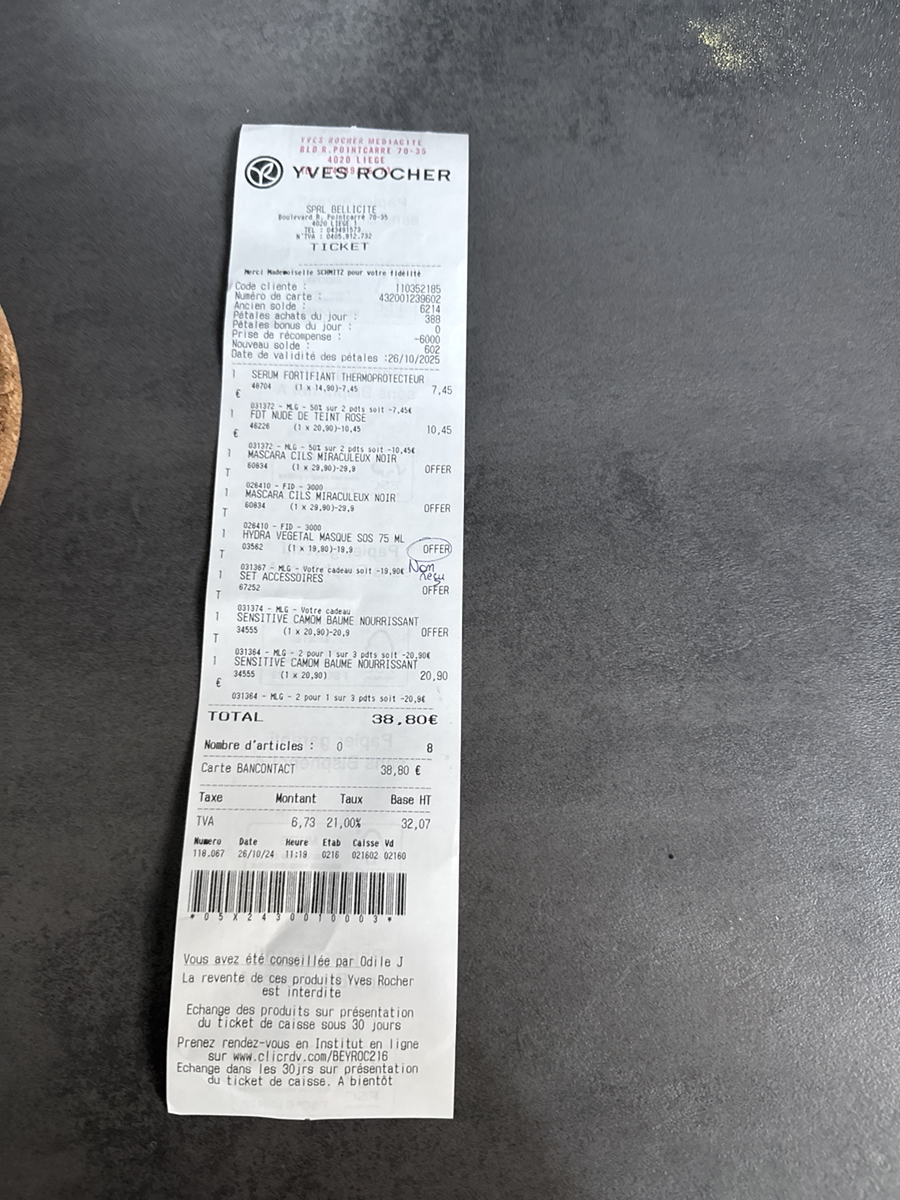 YVES ROCHER MEDIACITE
BLD R.POINTCARRE 70-35
4020 LIEGE
YVES ROCHER
SPRL BELLICITE
Boulevard R. Pointcarré 70-35
4020 LIEGE 1
TEL : 043491573
N°TVA : 0405.912.732
TICKET
Merci Mademoiselle SCHMITZ pour votre fidélité
Code cliente : 110352185
Numéro de carte : 432001239602
Ancien solde : 6214
Pétales achats du jour : 388
Pétales bonus du jour : 0
Prise de récompense : -6000
Nouveau solde : 602
Date de validité des pétales :26/10/2025
1 SERUM FORTIFIANT THERMOPROTECTEUR
€ 48704 (1 x 14,90)-7,45 7,45
031372 - MLG - 50% sur 2 pdts soit -7,45€
1 FDT NUDE DE TEINT ROSE
€ 46226 (1 x 20,90)-10,45 10,45
031372 - MLG - 50% sur 2 pdts soit -10,45€
1 MASCARA CILS MIRACULEUX NOIR
T 60834 (1 x 29,90)-29,9 OFFER
026410 - FID - 3000
1 MASCARA CILS MIRACULEUX NOIR
T 60834 (1 x 29,90)-29,9 OFFER
026410 - FID - 3000
1 HYDRA VEGETAL MASQUE SOS 75 ML
T 03562 (1 x 19,90)-19,9 OFFER
031367 - MLG - Votre cadeau soit -19,90€ Non
reçu
1 SET ACCESSOIRES
T 67252 OFFER
031374 - MLG - Votre cadeau
1 SENSITIVE CAMOM BAUME NOURRISSANT
T 34555 (1 x 20,90)-20,9 OFFER
031364 - MLG - 2 pour 1 sur 3 pdts soit -20,90€
1 SENSITIVE CAMOM BAUME NOURRISSANT
€ 34555 (1 x 20,90) 20,90
031364 - MLG - 2 pour 1 sur 3 pdts soit -20,9€
TOTAL 38,80€
Nombre d'articles : 0 8
Carte BANCONTACT 38,80 €
Taxe Montant Taux Base HT
TVA 6,73 21,00% 32,07
Numero Date Heure Etab Caisse Vd
118.067 26/10/24 11:19 0216 021602 02160
*05X2430010003*
Vous avez été conseillée par Odile J
La revente de ces produits Yves Rocher
est interdite
Echange des produits sur présentation
du ticket de caisse sous 30 jours
Prenez rendez-vous en Institut en ligne
sur www.clicrdv.com/BEYROC216
Echange dans les 30jrs sur présentation
du ticket de caisse. A bientôt